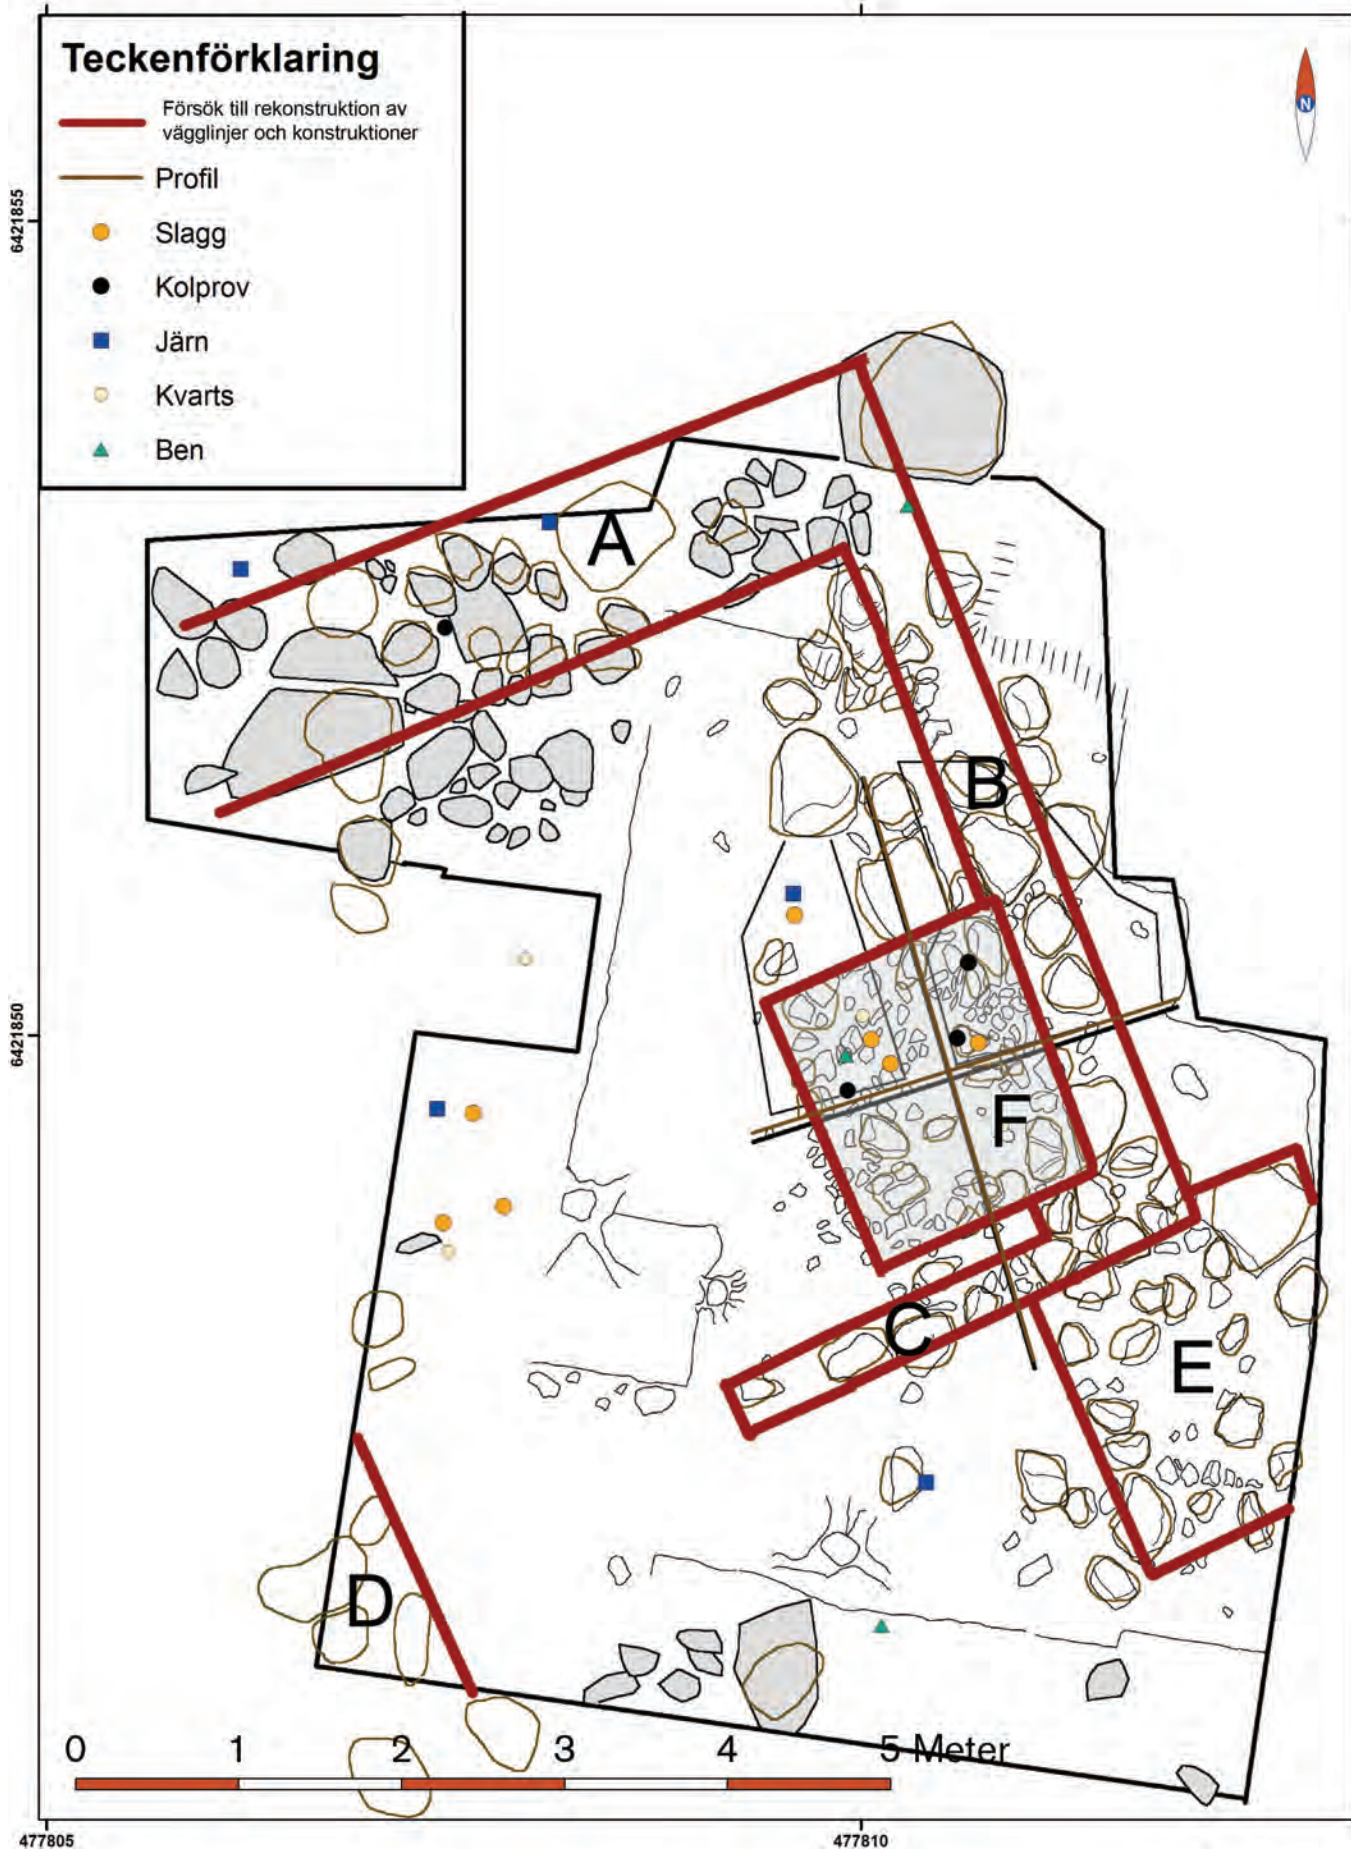 Teckenförklaring
Försök till rekonstruktion av
vägglinjer och konstruktioner
Profil
Slagg
Kolprov
Järn
Kvarts
Ben
N
6421855
6421850
A
B
F
C
E
D
0 1 2 3 4 5 Meter
477805 477810